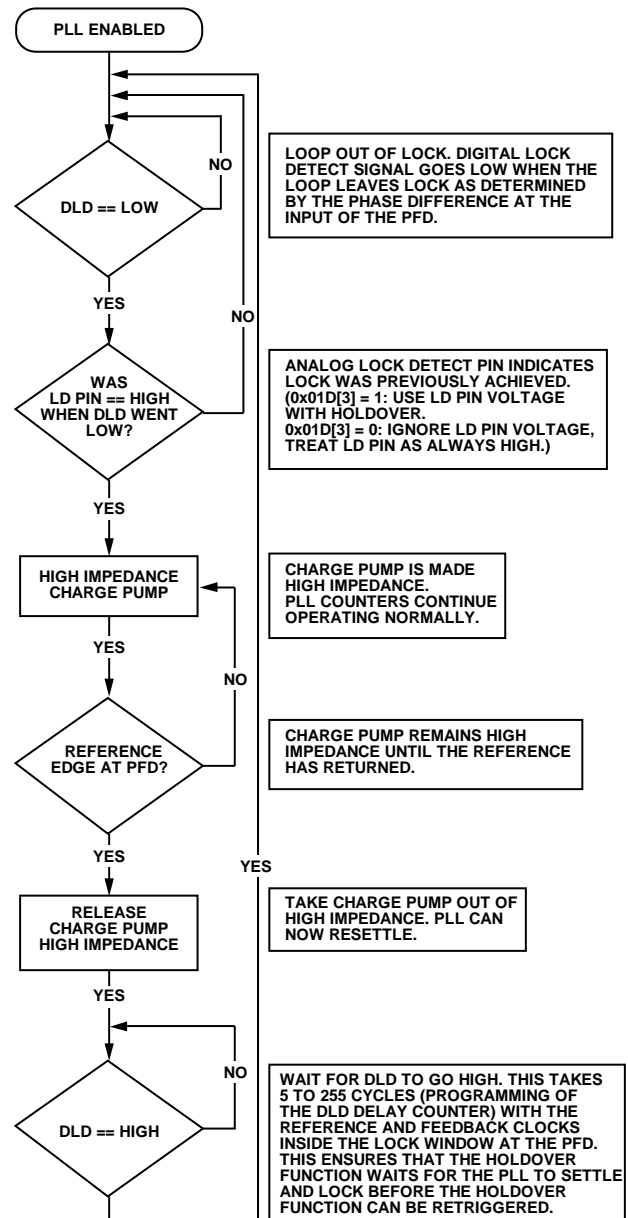 PLL ENABLED
NO
DLD == LOW
LOOP OUT OF LOCK. DIGITAL LOCK
DETECT SIGNAL GOES LOW WHEN THE
LOOP LEAVES LOCK AS DETERMINED
BY THE PHASE DIFFERENCE AT THE
INPUT OF THE PFD.
YES
NO
WAS
LD PIN == HIGH
WHEN DLD WENT
LOW?
ANALOG LOCK DETECT PIN INDICATES
LOCK WAS PREVIOUSLY ACHIEVED.
(0x01D[3] = 1: USE LD PIN VOLTAGE
WITH HOLDOVER.
0x01D[3] = 0: IGNORE LD PIN VOLTAGE,
TREAT LD PIN AS ALWAYS HIGH.)
YES
HIGH IMPEDANCE
CHARGE PUMP
CHARGE PUMP IS MADE
HIGH IMPEDANCE.
PLL COUNTERS CONTINUE
OPERATING NORMALLY.
YES
NO
REFERENCE
EDGE AT PFD?
CHARGE PUMP REMAINS HIGH
IMPEDANCE UNTIL THE REFERENCE
HAS RETURNED.
YES
YES
RELEASE
CHARGE PUMP
HIGH IMPEDANCE
TAKE CHARGE PUMP OUT OF
HIGH IMPEDANCE. PLL CAN
NOW RESETTLE.
YES
NO
DLD == HIGH
WAIT FOR DLD TO GO HIGH. THIS TAKES
5 TO 255 CYCLES (PROGRAMMING OF
THE DLD DELAY COUNTER) WITH THE
REFERENCE AND FEEDBACK CLOCKS
INSIDE THE LOCK WINDOW AT THE PFD.
THIS ENSURES THAT THE HOLDOVER
FUNCTION WAITS FOR THE PLL TO SETTLE
AND LOCK BEFORE THE HOLDOVER
FUNCTION CAN BE RETRIGGERED.